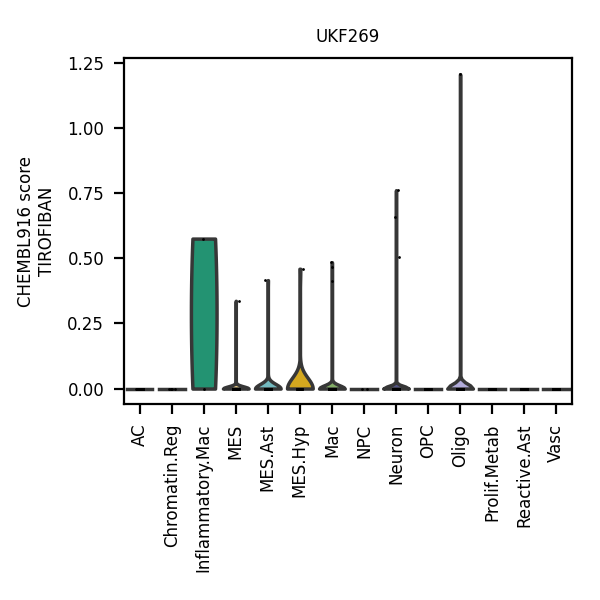 UKF269
CHEMBL916 score
TIROFIBAN
1.25
1.00
0.75
0.50
0.25
0.00
AC
Chromatin.Reg
Inflammatory.Mac
MES
MES.Ast
MES.Hyp
Mac
NPC
Neuron
OPC
Oligo
Prolif.Metab
Reactive.Ast
Vasc